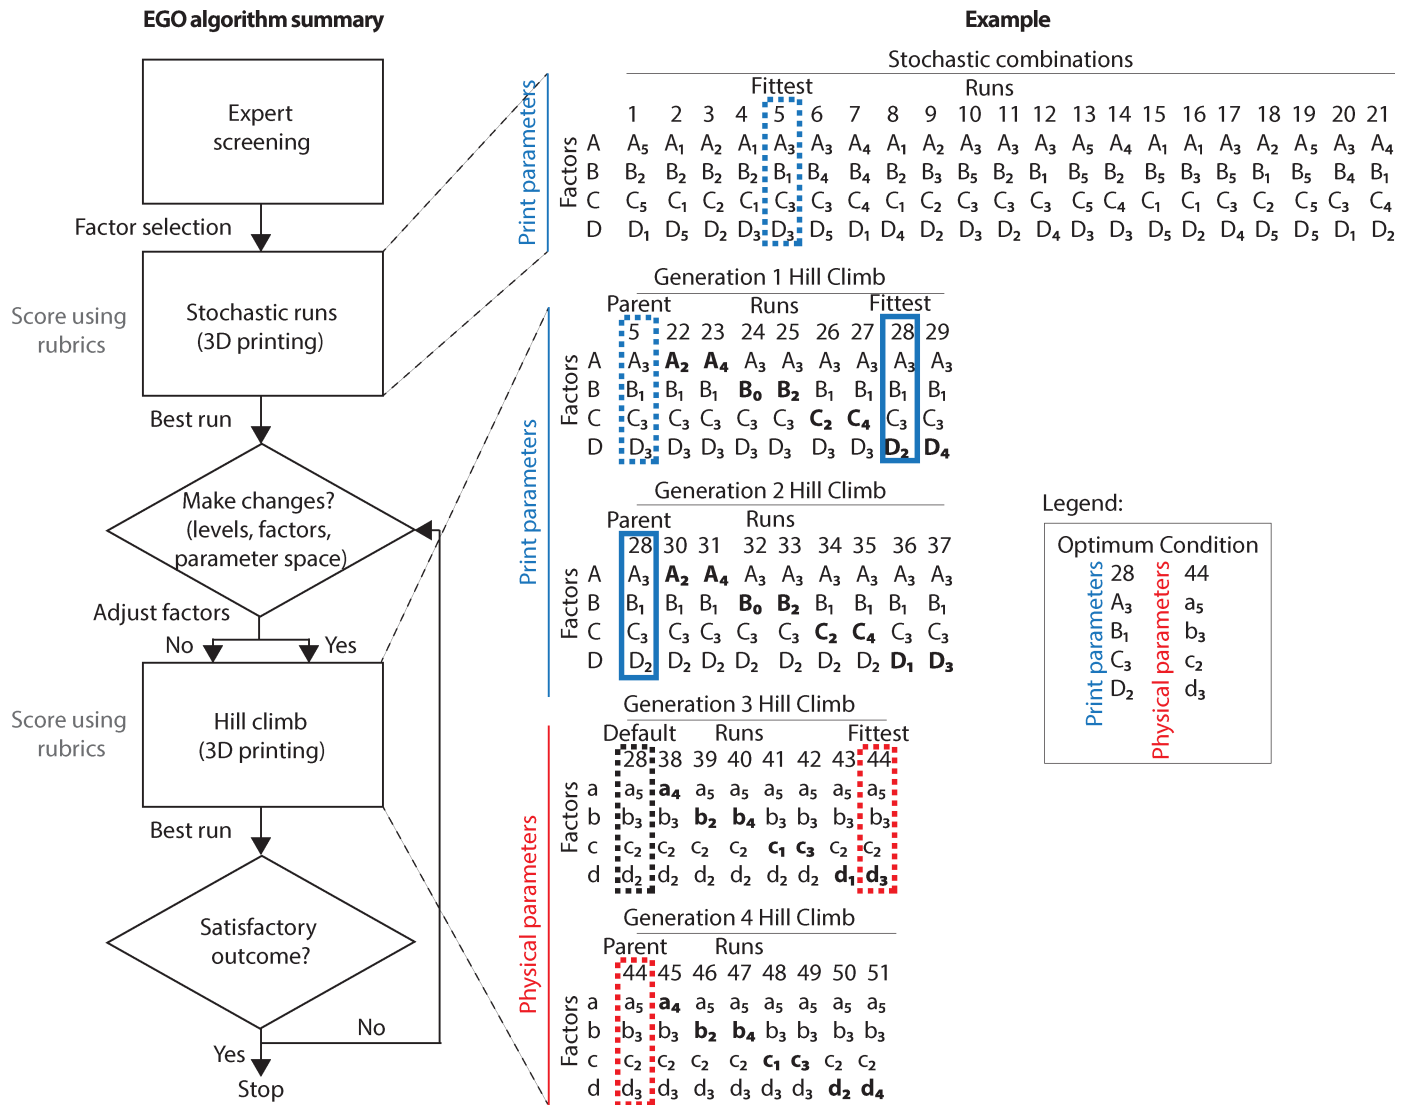 EGO algorithm summary
Expert
screening
Factor selection
Score using
rubrics
Stochastic runs
(3D printing)
Best run
Make changes?
(levels, factors,
parameter space)
Adjust factors
No
Yes
Score using
rubrics
Hill climb
(3D printing)
Best run
Satisfactory
outcome?
No
Yes
Stop
Example
Stochastic combinations
Fittest Runs
Print parameters
Factors
1 2 3 4 5 6 7 8 9 10 11 12 13 14 15 16 17 18 19 20 21
A A₅ A₁ A₂ A₁ A₃ A₃ A₄ A₁ A₂ A₃ A₃ A₃ A₅ A₄ A₁ A₁ A₃ A₂ A₅ A₃ A₄
B B₂ B₂ B₂ B₂ B₁ B₄ B₄ B₂ B₃ B₅ B₂ B₁ B₅ B₂ B₅ B₃ B₅ B₁ B₅ B₄ B₁
C C₅ C₁ C₂ C₁ C₃ C₃ C₄ C₁ C₂ C₃ C₃ C₃ C₅ C₄ C₁ C₁ C₃ C₂ C₅ C₃ C₄
D D₁ D₅ D₂ D₃ D₃ D₅ D₁ D₄ D₂ D₃ D₂ D₄ D₃ D₃ D₅ D₂ D₄ D₅ D₅ D₁ D₂
Generation 1 Hill Climb
Parent Runs Fittest
Print parameters
Factors
5 22 23 24 25 26 27 28 29
A A₃ A₂ A₄ A₃ A₃ A₃ A₃ A₃ A₃
B B₁ B₁ B₁ B₀ B₂ B₁ B₁ B₁ B₁
C C₃ C₃ C₃ C₃ C₃ C₂ C₄ C₃ C₃
D D₃ D₃ D₃ D₃ D₃ D₃ D₃ D₂ D₄
Generation 2 Hill Climb
Parent Runs
Factors
28 30 31 32 33 34 35 36 37
A A₃ A₂ A₄ A₃ A₃ A₃ A₃ A₃ A₃
B B₁ B₁ B₁ B₀ B₂ B₁ B₁ B₁ B₁
C C₃ C₃ C₃ C₃ C₃ C₂ C₄ C₃ C₃
D D₂ D₂ D₂ D₂ D₂ D₂ D₂ D₁ D₃
Generation 3 Hill Climb
Default Runs Fittest
Physical parameters
Factors
28 38 39 40 41 42 43 44
a a₅ a₄ a₅ a₅ a₅ a₅ a₅ a₅
b b₃ b₃ b₂ b₄ b₃ b₃ b₃ b₃
c c₂ c₂ c₂ c₂ c₁ c₃ c₂ c₂
d d₂ d₂ d₂ d₂ d₂ d₂ d₁ d₃
Generation 4 Hill Climb
Parent Runs
Factors
44 45 46 47 48 49 50 51
a a₅ a₄ a₅ a₅ a₅ a₅ a₅ a₅
b b₃ b₃ b₂ b₄ b₃ b₃ b₃ b₃
c c₂ c₂ c₂ c₂ c₁ c₃ c₂ c₂
d d₃ d₃ d₃ d₃ d₃ d₃ d₂ d₄
Legend:
Optimum Condition
Print parameters
28
A₃
B₁
C₃
D₂
Physical parameters
44
a₅
b₃
c₂
d₃